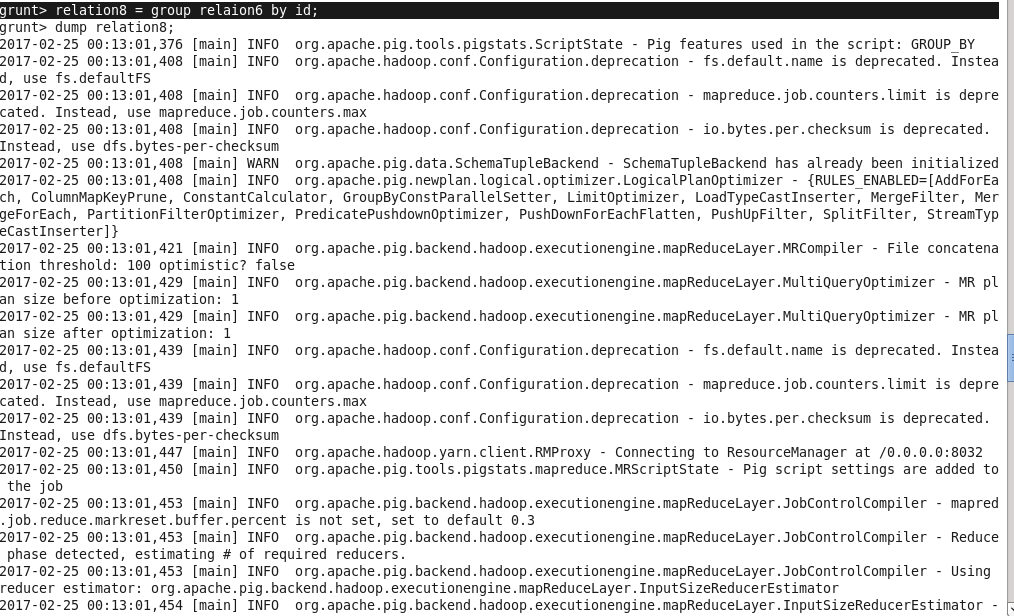 grunt> relation8 = group relaion6 by id;
grunt> dump relation8;
2017-02-25 00:13:01,376 [main] INFO  org.apache.pig.tools.pigstats.ScriptState - Pig features used in the script: GROUP_BY
2017-02-25 00:13:01,408 [main] INFO  org.apache.hadoop.conf.Configuration.deprecation - fs.default.name is deprecated. Instea
d, use fs.defaultFS
2017-02-25 00:13:01,408 [main] INFO  org.apache.hadoop.conf.Configuration.deprecation - mapreduce.job.counters.limit is depre
cated. Instead, use mapreduce.job.counters.max
2017-02-25 00:13:01,408 [main] INFO  org.apache.hadoop.conf.Configuration.deprecation - io.bytes.per.checksum is deprecated.
Instead, use dfs.bytes-per-checksum
2017-02-25 00:13:01,408 [main] WARN  org.apache.pig.data.SchemaTupleBackend - SchemaTupleBackend has already been initialized
2017-02-25 00:13:01,408 [main] INFO  org.apache.pig.newplan.logical.optimizer.LogicalPlanOptimizer - {RULES_ENABLED=[AddForEa
ch, ColumnMapKeyPrune, ConstantCalculator, GroupByConstParallelSetter, LimitOptimizer, LoadTypeCastInserter, MergeFilter, Mer
geForEach, PartitionFilterOptimizer, PredicatePushdownOptimizer, PushDownForEachFlatten, PushUpFilter, SplitFilter, StreamTyp
eCastInserter]}
2017-02-25 00:13:01,421 [main] INFO  org.apache.pig.backend.hadoop.executionengine.mapReduceLayer.MRCompiler - File concatena
tion threshold: 100 optimistic? false
2017-02-25 00:13:01,429 [main] INFO  org.apache.pig.backend.hadoop.executionengine.mapReduceLayer.MultiQueryOptimizer - MR pl
an size before optimization: 1
2017-02-25 00:13:01,429 [main] INFO  org.apache.pig.backend.hadoop.executionengine.mapReduceLayer.MultiQueryOptimizer - MR pl
an size after optimization: 1
2017-02-25 00:13:01,439 [main] INFO  org.apache.hadoop.conf.Configuration.deprecation - fs.default.name is deprecated. Instea
d, use fs.defaultFS
2017-02-25 00:13:01,439 [main] INFO  org.apache.hadoop.conf.Configuration.deprecation - mapreduce.job.counters.limit is depre
cated. Instead, use mapreduce.job.counters.max
2017-02-25 00:13:01,439 [main] INFO  org.apache.hadoop.conf.Configuration.deprecation - io.bytes.per.checksum is deprecated.
Instead, use dfs.bytes-per-checksum
2017-02-25 00:13:01,447 [main] INFO  org.apache.hadoop.yarn.client.RMProxy - Connecting to ResourceManager at /0.0.0.0:8032
2017-02-25 00:13:01,450 [main] INFO  org.apache.pig.tools.pigstats.mapreduce.MRScriptState - Pig script settings are added to
 the job
2017-02-25 00:13:01,453 [main] INFO  org.apache.pig.backend.hadoop.executionengine.mapReduceLayer.JobControlCompiler - mapred
.job.reduce.markreset.buffer.percent is not set, set to default 0.3
2017-02-25 00:13:01,453 [main] INFO  org.apache.pig.backend.hadoop.executionengine.mapReduceLayer.JobControlCompiler - Reduce
 phase detected, estimating # of required reducers.
2017-02-25 00:13:01,453 [main] INFO  org.apache.pig.backend.hadoop.executionengine.mapReduceLayer.JobControlCompiler - Using
reducer estimator: org.apache.pig.backend.hadoop.executionengine.mapReduceLayer.InputSizeReducerEstimator
2017-02-25 00:13:01,454 [main] INFO  org.apache.pig.backend.hadoop.executionengine.mapReduceLayer.InputSizeReducerEstimator -